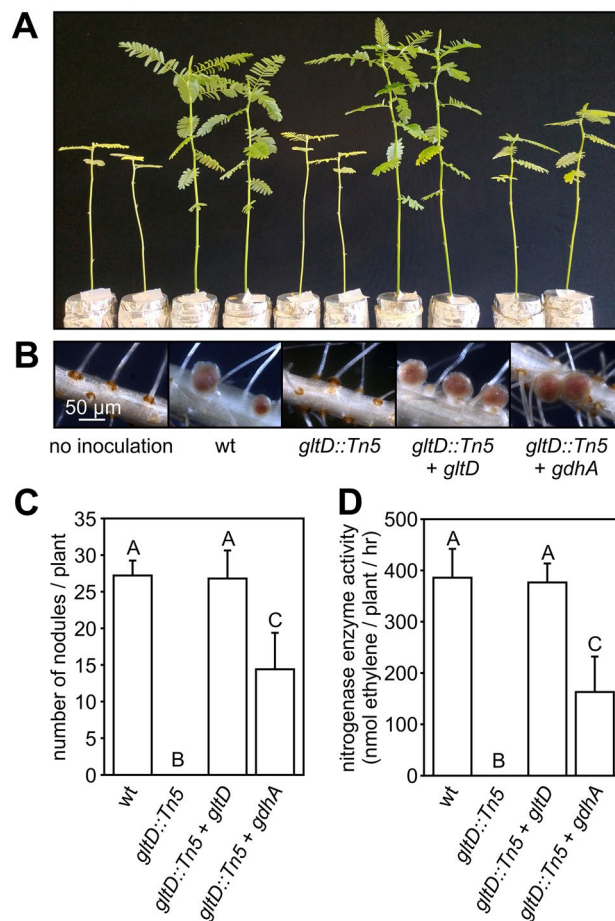 A
B
50 µm
no inoculation
wt
gltD::Tn5
gltD::Tn5
+ gltD
gltD::Tn5
+ gdhA
C
number of nodules / plant
35
30
25
20
15
10
5
0
A
B
A
C
wt
gltD::Tn5
gltD::Tn5 + gltD
gltD::Tn5 + gdhA
D
nitrogenase enzyme activity
(nmol ethylene / plant / hr)
500
400
300
200
100
0
A
B
A
C
wt
gltD::Tn5
gltD::Tn5 + gltD
gltD::Tn5 + gdhA